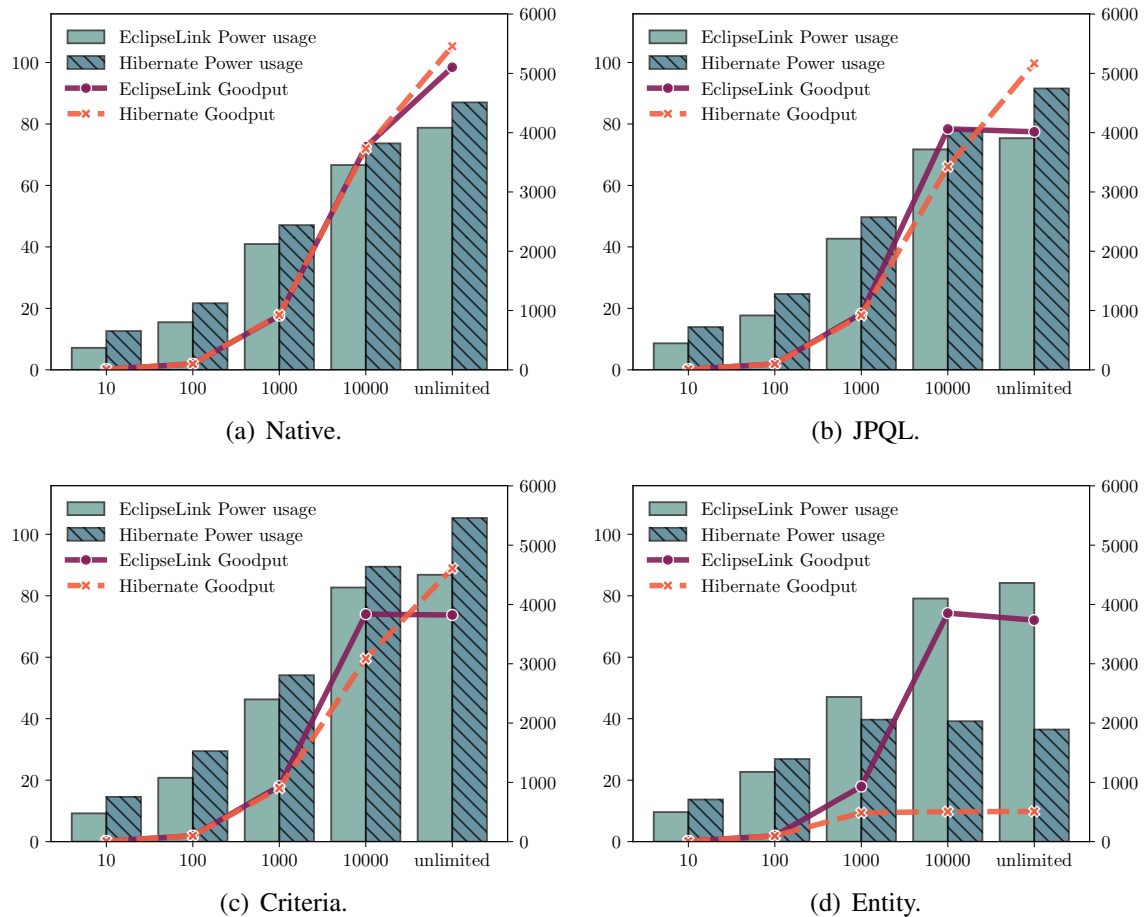 6000
EclipseLink Power usage
Hibernate Power usage
EclipseLink Goodput
Hibernate Goodput
100
80
60
40
20
0
5000
4000
3000
2000
1000
0
10 100 1000 10000 unlimited
(a) Native.
6000
EclipseLink Power usage
Hibernate Power usage
EclipseLink Goodput
Hibernate Goodput
100
80
60
40
20
0
5000
4000
3000
2000
1000
0
10 100 1000 10000 unlimited
(b) JPQL.
6000
EclipseLink Power usage
Hibernate Power usage
EclipseLink Goodput
Hibernate Goodput
100
80
60
40
20
0
5000
4000
3000
2000
1000
0
10 100 1000 10000 unlimited
(c) Criteria.
6000
EclipseLink Power usage
Hibernate Power usage
EclipseLink Goodput
Hibernate Goodput
100
80
60
40
20
0
5000
4000
3000
2000
1000
0
10 100 1000 10000 unlimited
(d) Entity.